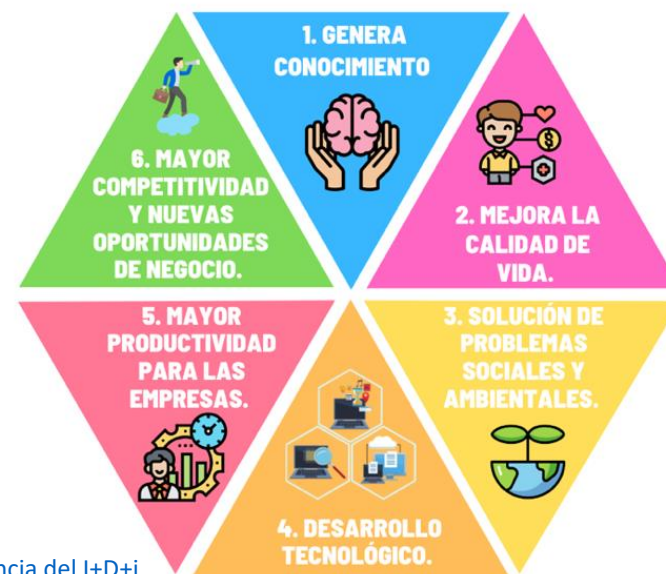 1. GENERA
CONOCIMIENTO
2. MEJORA LA
CALIDAD DE
VIDA.
3. SOLUCIÓN DE
PROBLEMAS
SOCIALES Y
AMBIENTALES.
4. DESARROLLO
TECNOLÓGICO.
5. MAYOR
PRODUCTIVIDAD
PARA LAS
EMPRESAS.
6. MAYOR
COMPETITIVIDAD
Y NUEVAS
OPORTUNIDADES
DE NEGOCIO.
del I+D+i